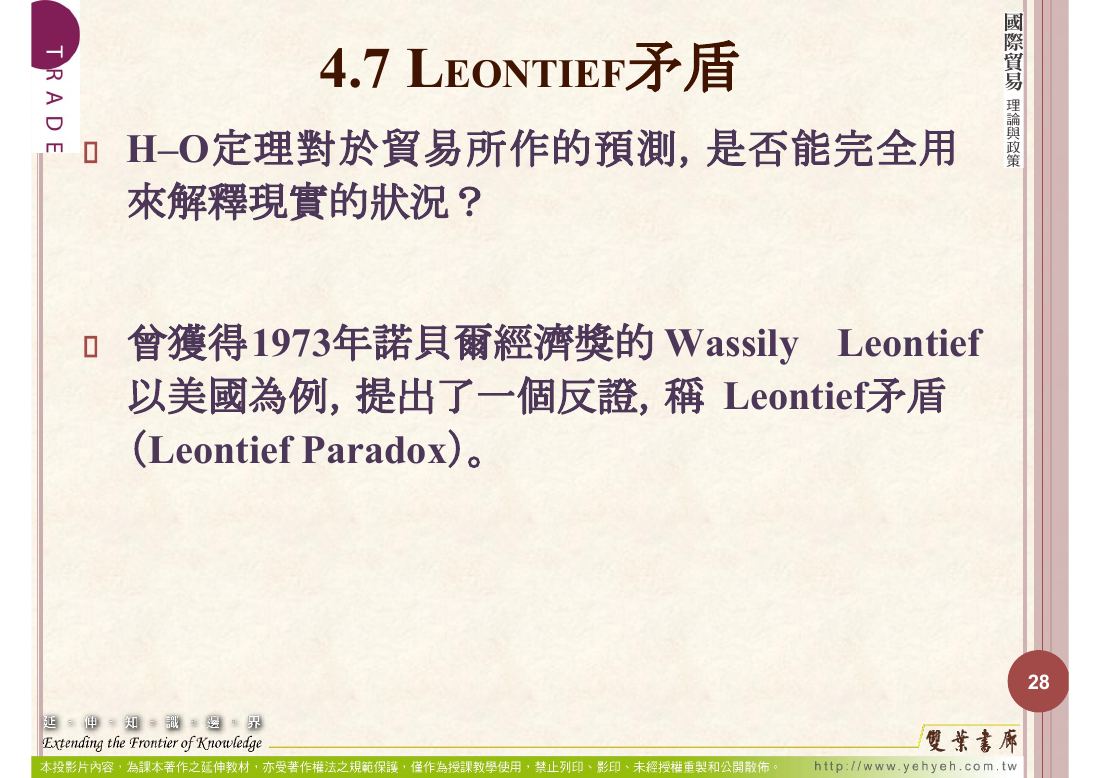 TRADE
國際貿易 理論與政策
4.7 LEONTIEF矛盾
H–O定理對於貿易所作的預測, 是否能完全用
來解釋現實的狀況？
曾獲得1973年諾貝爾經濟獎的 Wassily Leontief
以美國為例, 提出了一個反證, 稱 Leontief矛盾
（Leontief Paradox）。
28
延・伸・知・識・邊・界
Extending the Frontier of Knowledge
雙葉書廊
本投影片內容，為課本著作之延伸教材，亦受著作權法之規範保護，僅作為授課教學使用，禁止列印、影印、未經授權重製和公開散佈。
http://www.yehyeh.com.tw